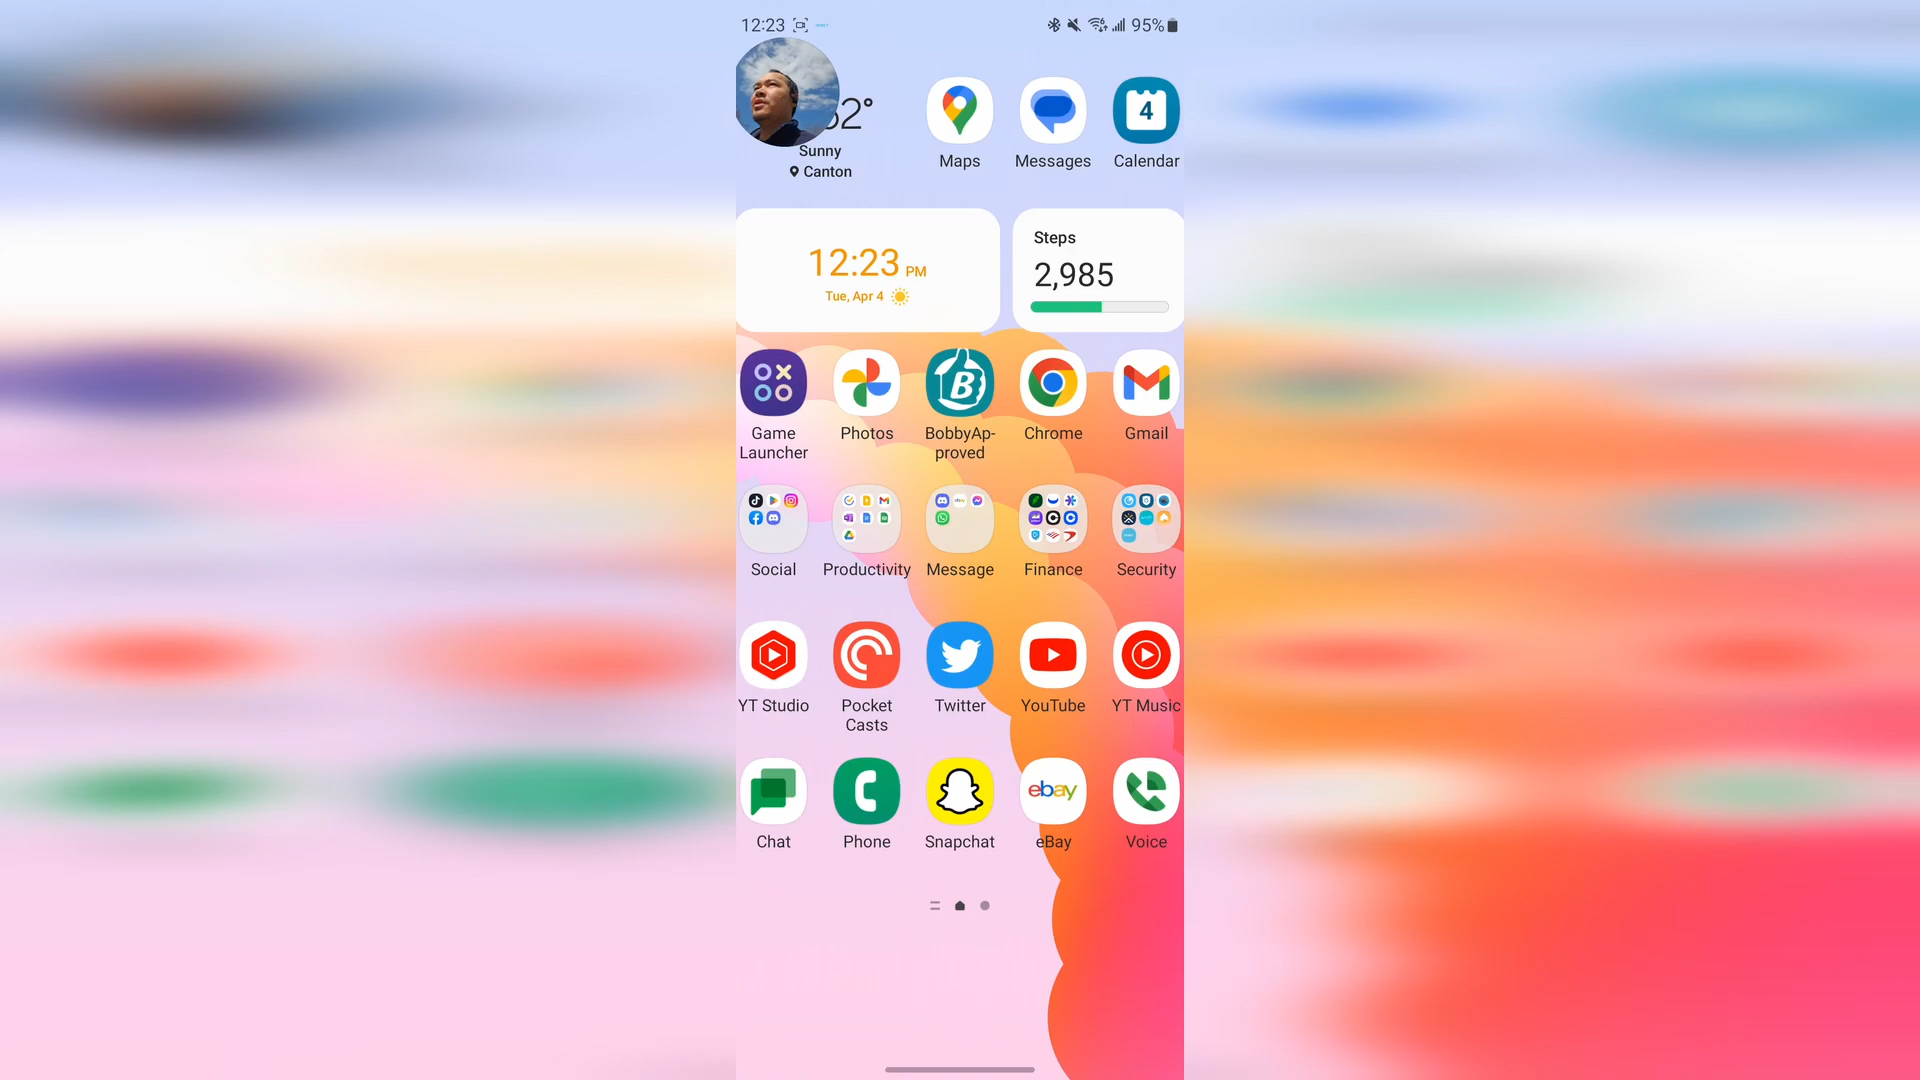 12:23
95%
2°
Sunny
Canton
Maps
Messages
4
Calendar
12:23 PM
Tue, Apr 4
Steps
2,985
B
Game
Launcher
Photos
BobbyAp-
proved
Chrome
Gmail
Social
Productivity
Message
Finance
Security
YT Studio
Pocket
Casts
Twitter
YouTube
YT Music
ebay
Chat
Phone
Snapchat
eBay
Voice